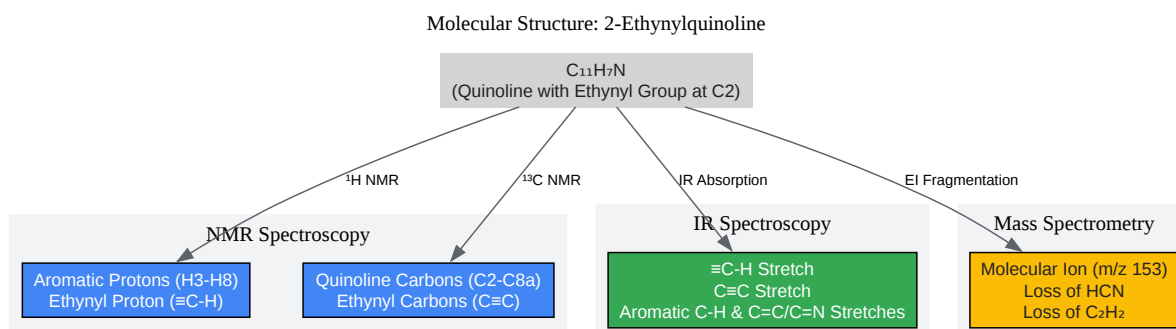 Molecular Structure: 2-Ethynylquinoline
C₁₁H₇N
(Quinoline with Ethynyl Group at C2)
¹H NMR
¹³C NMR
IR Absorption
EI Fragmentation
NMR Spectroscopy
Aromatic Protons (H3-H8)
Ethynyl Proton (≡C-H)
Quinoline Carbons (C2-C8a)
Ethynyl Carbons (C≡C)
IR Spectroscopy
≡C-H Stretch
C≡C Stretch
Aromatic C-H & C=C/C=N Stretches
Mass Spectrometry
Molecular Ion (m/z 153)
Loss of HCN
Loss of C₂H₂